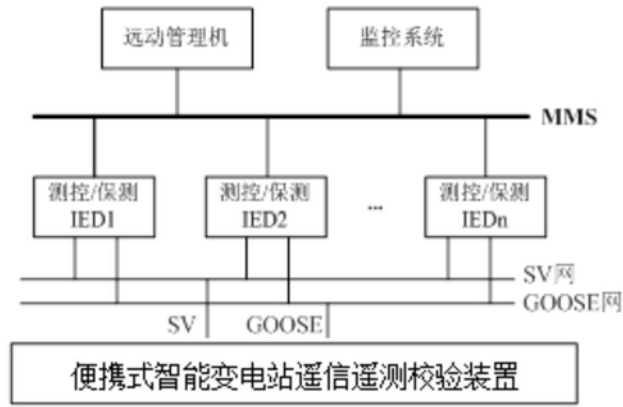 远动管理机
监控系统
MMS
测控/保测
IED1
测控/保测
IED2
...
测控/保测
IEDn
SV网
GOOSE网
SV
GOOSE
便携式智能变电站遥信遥测校验装置